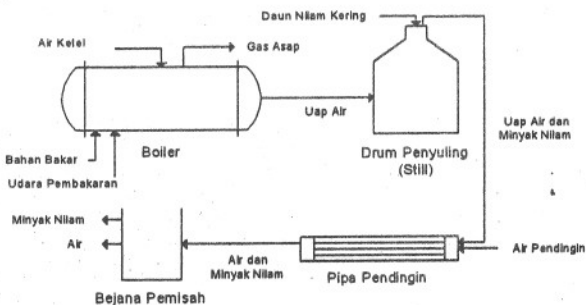 Daun Nilam Kering
Air Ketel
Gas Asap
Uap Air
Uap Air dan
Minyak Nilam
Bahan Bakar
Boiler
Drum Penyuling
(Still)
Udara Pembakaran
Minyak Nilam
Air
Air dan
Minyak Nilam
Air Pendingin
Pipa Pendingin
Bejana Pemisah